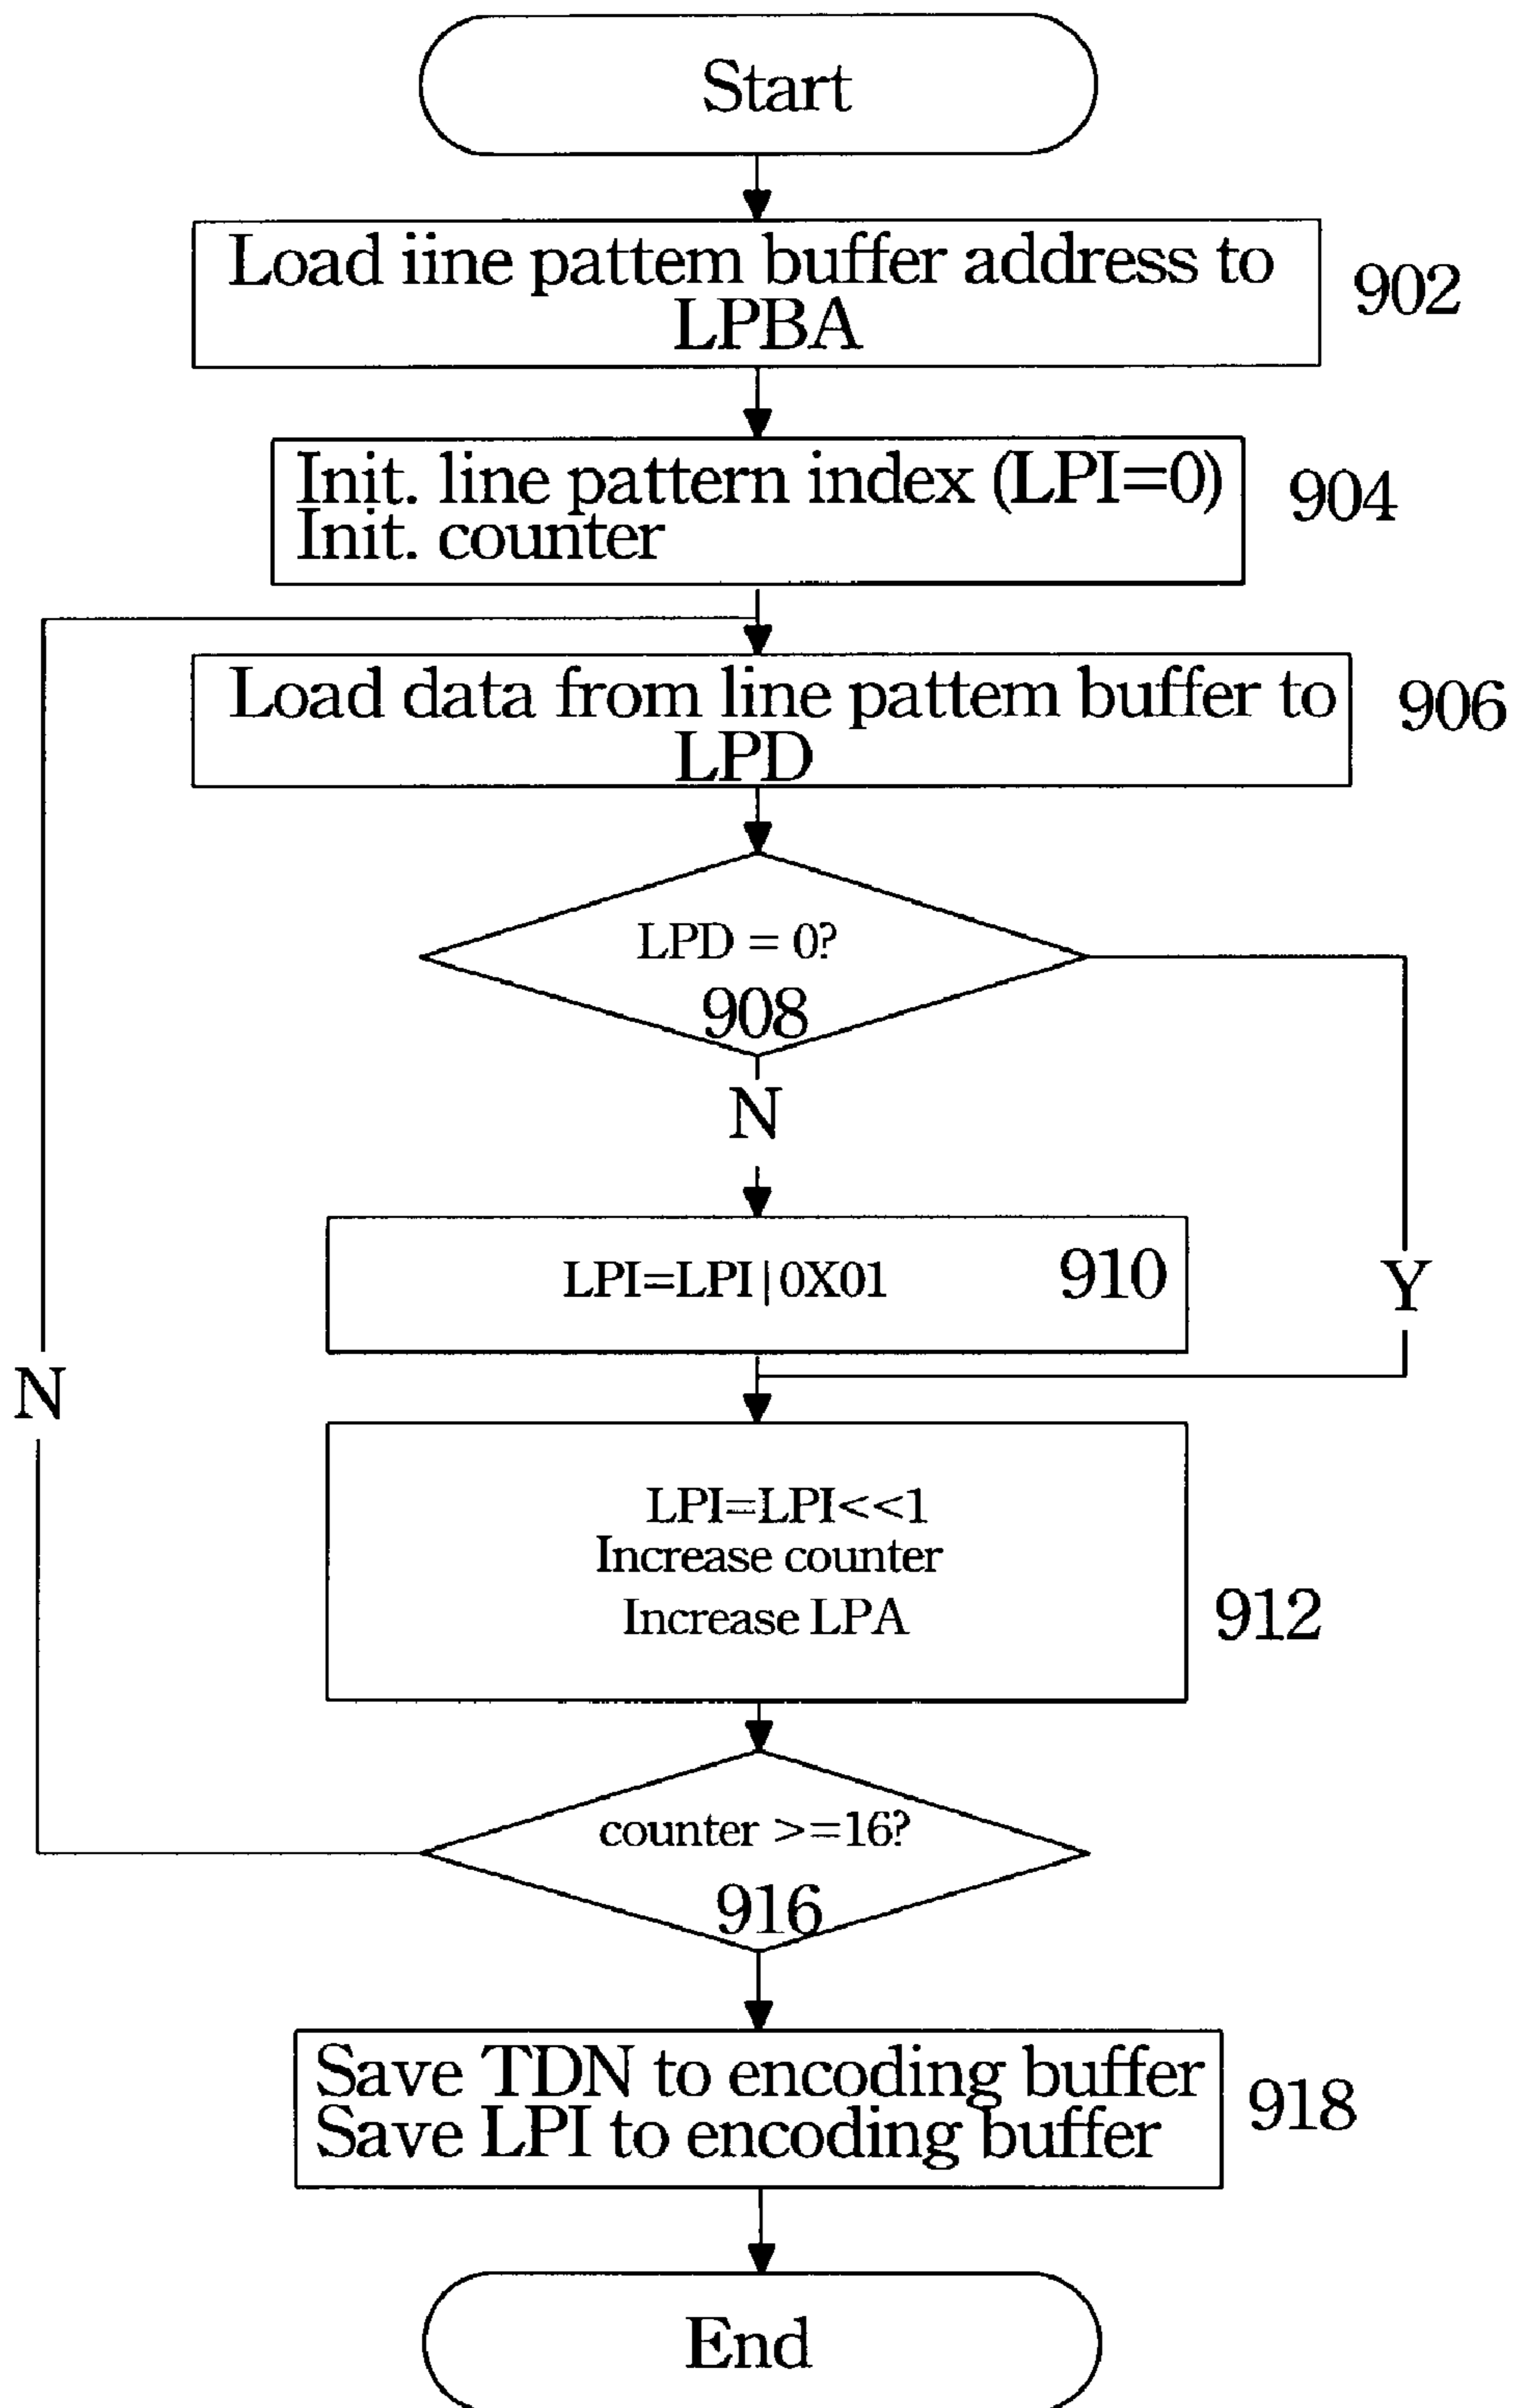 Start
Load iine pattem buffer address to
LPBA
902
Init. line pattern index (LPI=0)
Init. counter
904
Load data from line pattem buffer to
LPD
906
LPD = 0?
908
N
LPI=LPI|0X01
910
Y
N
LPI=LPI<<1
Increase counter
Increase LPA
912
counter >=16?
916
Save TDN to encoding buffer
Save LPI to encoding buffer
918
End